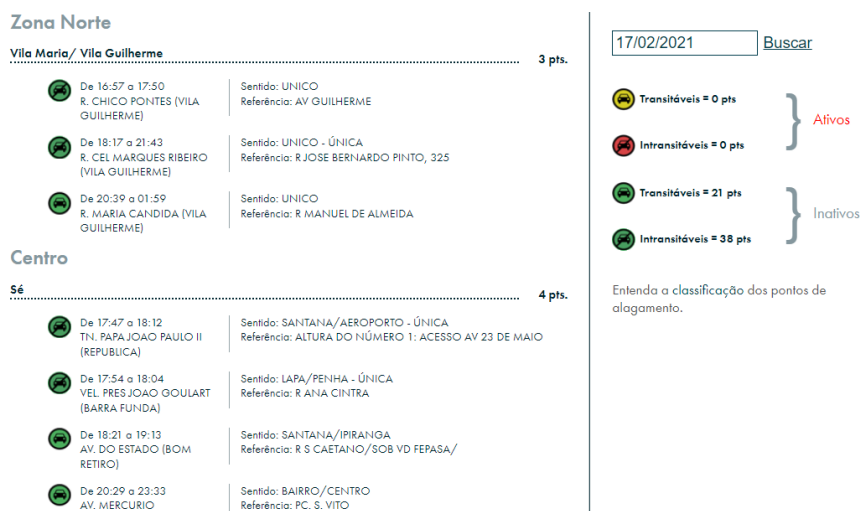 Zona Norte
Vila Maria/ Vila Guilherme
3 pts.
De 16:57 a 17:50
R. CHICO PONTES (VILA
GUILHERME)
Sentido: UNICO
Referência: AV GUILHERME
De 18:17 a 21:43
R. CEL MARQUES RIBEIRO
(VILA GUILHERME)
Sentido: UNICO - ÚNICA
Referência: R JOSE BERNARDO PINTO, 325
De 20:39 a 01:59
R. MARIA CANDIDA (VILA
GUILHERME)
Sentido: UNICO
Referência: R MANUEL DE ALMEIDA
Centro
Sé
4 pts.
De 17:47 a 18:12
TN. PAPA JOAO PAULO II
(REPUBLICA)
Sentido: SANTANA/AEROPORTO - ÚNICA
Referência: ALTURA DO NÚMERO 1: ACESSO AV 23 DE MAIO
De 17:54 a 18:04
VEL. PRES JOAO GOULART
(BARRA FUNDA)
Sentido: LAPA/PENHA - ÚNICA
Referência: R ANA CINTRA
De 18:21 a 19:13
AV. DO ESTADO (BOM
RETIRO)
Sentido: SANTANA/IPIRANGA
Referência: R S CAETANO/SOB VD FEPASA/
De 20:29 a 23:33
AV. MERCURIO
Sentido: BAIRRO/CENTRO
Referência: PC. S. VITO
17/02/2021
Buscar
Transitáveis = 0 pts
Intransitáveis = 0 pts
Ativos
Transitáveis = 21 pts
Intransitáveis = 38 pts
Inativos
Entenda a classificação dos pontos de
alagamento.